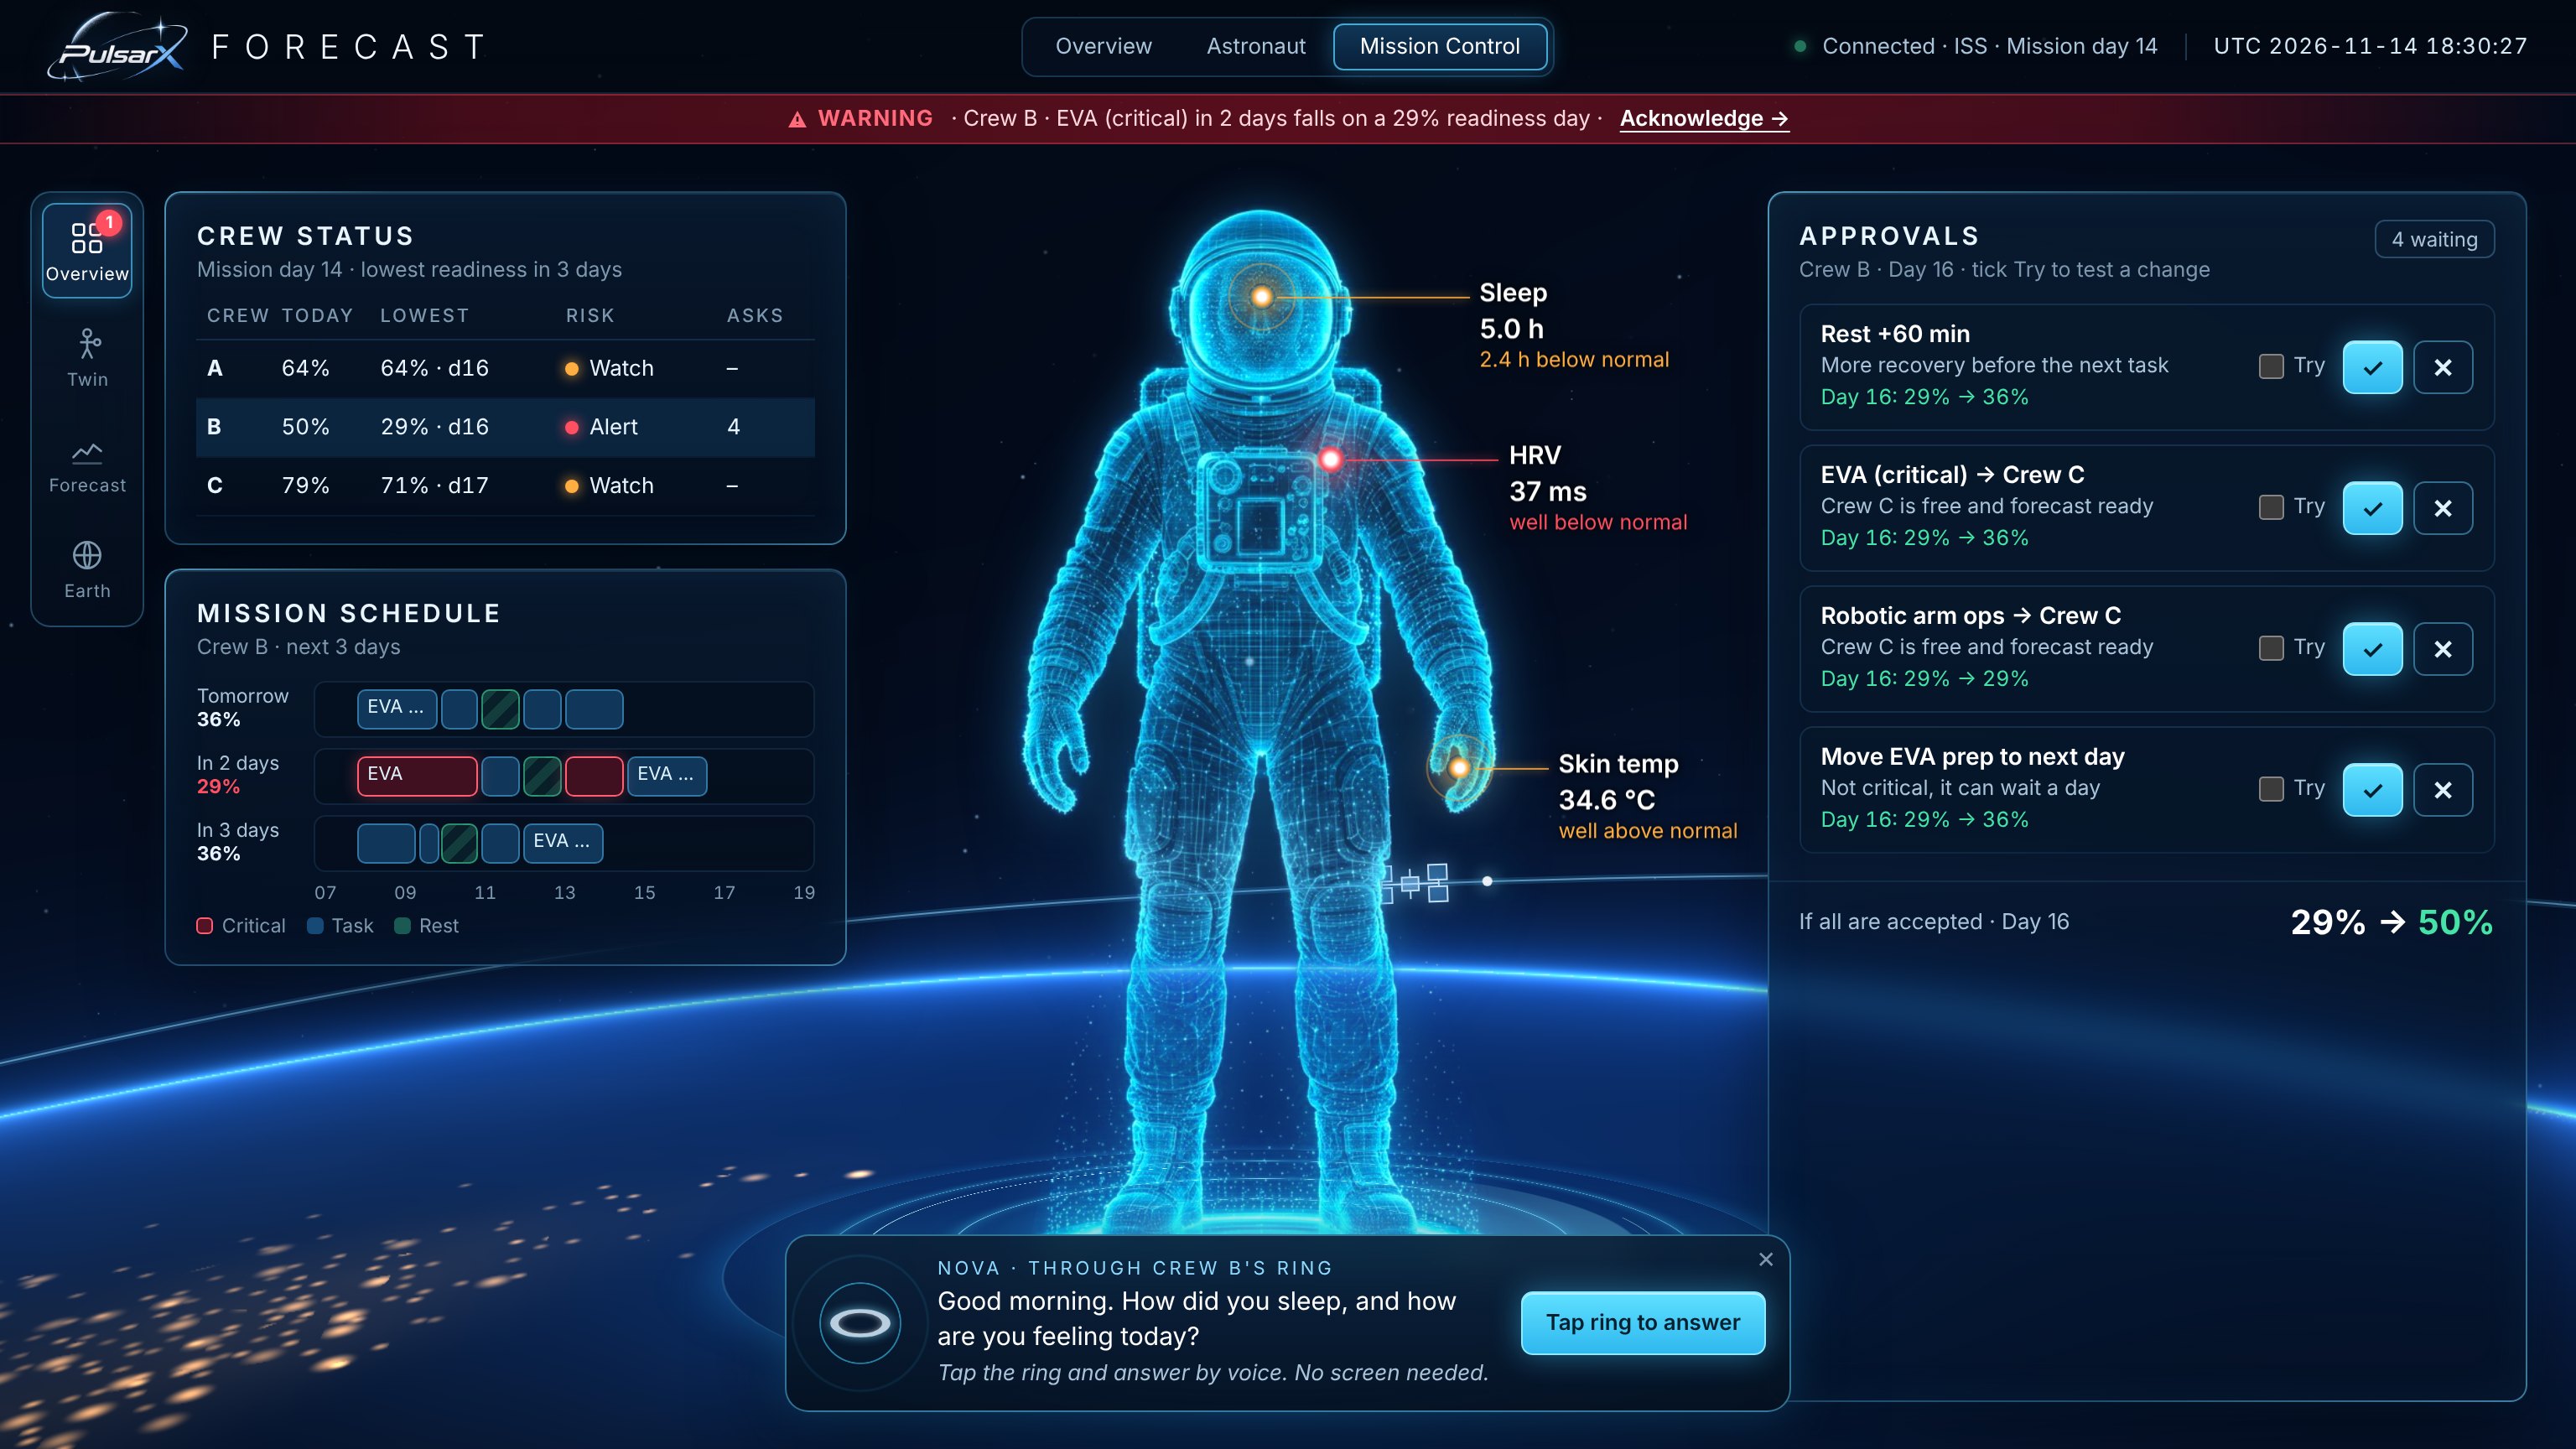 PulsarX FORECAST
Overview Astronaut Mission Control
Connected · ISS · Mission day 14 UTC 2026-11-14 18:30:27
WARNING · Crew B · EVA (critical) in 2 days falls on a 29% readiness day · Acknowledge →
1
Overview
Twin
Forecast
Earth
CREW STATUS
Mission day 14 · lowest readiness in 3 days
CREW TODAY LOWEST RISK ASKS
A 64% 64% · d16 Watch –
B 50% 29% · d16 Alert 4
C 79% 71% · d17 Watch –
MISSION SCHEDULE
Crew B · next 3 days
Tomorrow
36%
EVA ...
In 2 days
29%
EVA EVA ...
In 3 days
36%
EVA ...
07 09 11 13 15 17 19
Critical Task Rest
Sleep
5.0 h
2.4 h below normal
HRV
37 ms
well below normal
Skin temp
34.6 °C
well above normal
APPROVALS
4 waiting
Crew B · Day 16 · tick Try to test a change
Rest +60 min
More recovery before the next task
Day 16: 29% → 36%
Try
EVA (critical) → Crew C
Crew C is free and forecast ready
Day 16: 29% → 36%
Try
Robotic arm ops → Crew C
Crew C is free and forecast ready
Day 16: 29% → 29%
Try
Move EVA prep to next day
Not critical, it can wait a day
Day 16: 29% → 36%
Try
If all are accepted · Day 16 29% → 50%
NOVA · THROUGH CREW B'S RING
Good morning. How did you sleep, and how
are you feeling today?
Tap the ring and answer by voice. No screen needed.
Tap ring to answer